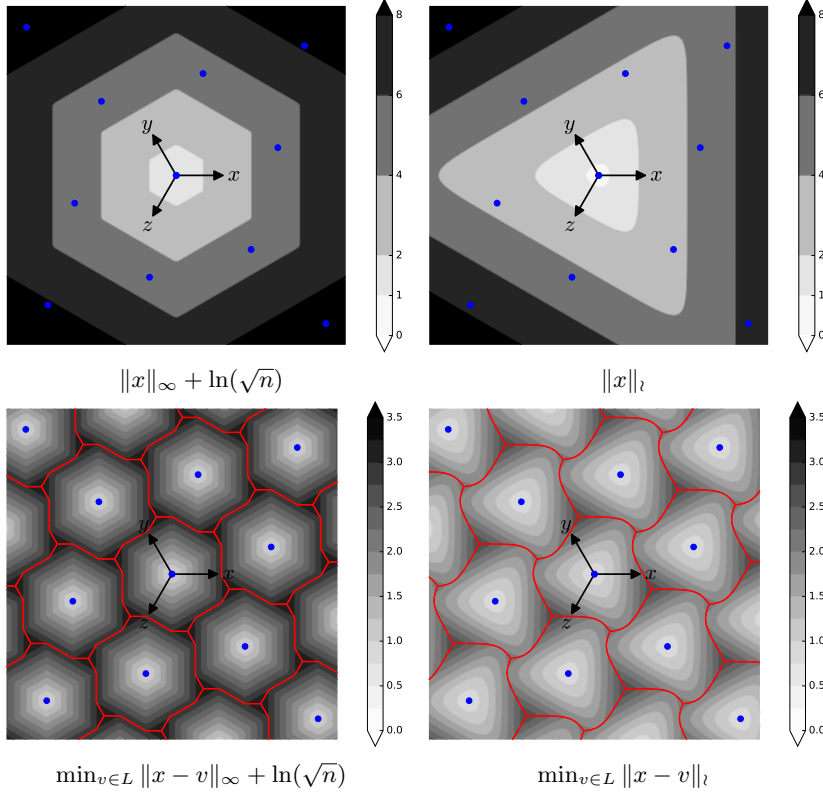 8
6
4
2
1
0
y
x
z
8
6
4
2
1
0
y
x
z
‖x‖∞ + ln(√n)
‖x‖≀
3.5
3.0
2.5
2.0
1.5
1.0
0.5
0.0
y
x
z
3.5
3.0
2.5
2.0
1.5
1.0
0.5
0.0
y
x
z
min_{v∈L} ‖x − v‖∞ + ln(√n)
min_{v∈L} ‖x − v‖≀